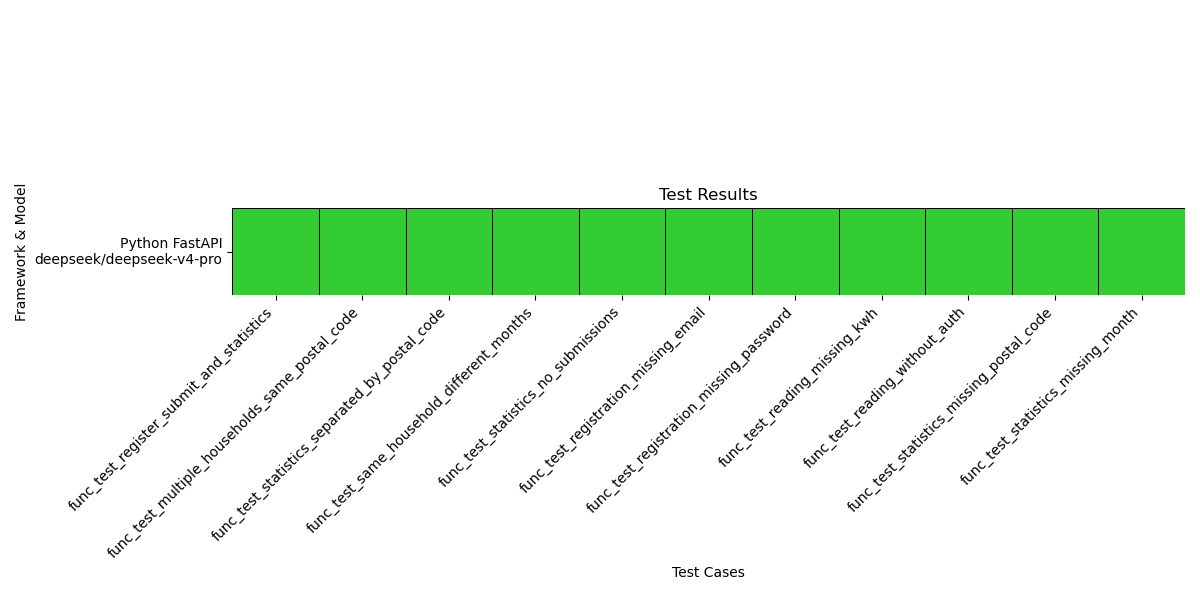 Test Results
Framework & Model
Python FastAPI
deepseek/deepseek-v4-pro
func_test_register_submit_and_statistics
func_test_multiple_households_same_postal_code
func_test_statistics_separated_by_postal_code
func_test_same_household_different_months
func_test_statistics_no_submissions
func_test_registration_missing_email
func_test_registration_missing_password
func_test_reading_missing_kwh
func_test_reading_without_auth
func_test_statistics_missing_postal_code
func_test_statistics_missing_month
Test Cases